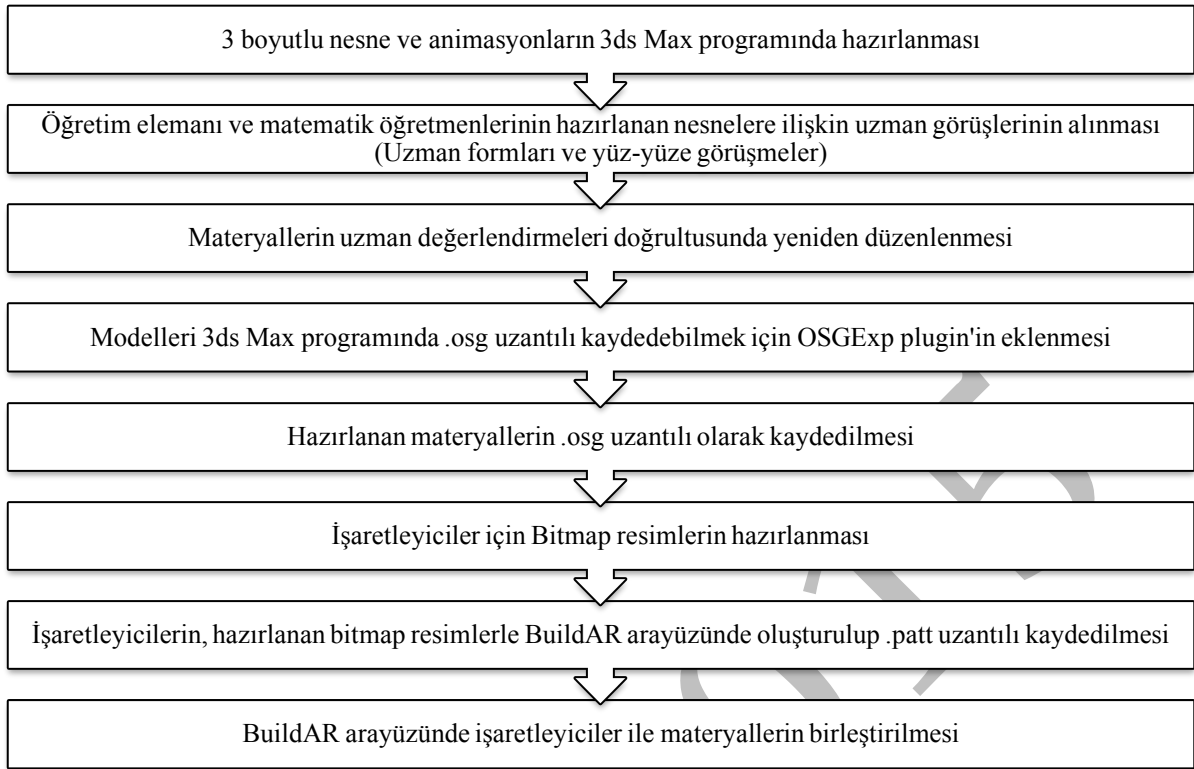 3 boyutlu nesne ve animasyonların 3ds Max programında hazırlanması
Öğretim elemanı ve matematik öğretmenlerinin hazırlanan nesnelere ilişkin uzman görüşlerinin alınması
(Uzman formları ve yüz-yüze görüşmeler)
Materyallerin uzman değerlendirmeleri doğrultusunda yeniden düzenlenmesi
Modelleri 3ds Max programında .osg uzantılı kaydedebilmek için OSGExp plugin'in eklenmesi
Hazırlanan materyallerin .osg uzantılı olarak kaydedilmesi
İşaretleyiciler için Bitmap resimlerin hazırlanması
İşaretleyicilerin, hazırlanan bitmap resimlerle BuildAR arayüzünde oluşturulup .patt uzantılı kaydedilmesi
BuildAR arayüzünde işaretleyiciler ile materyallerin birleştirilmesi